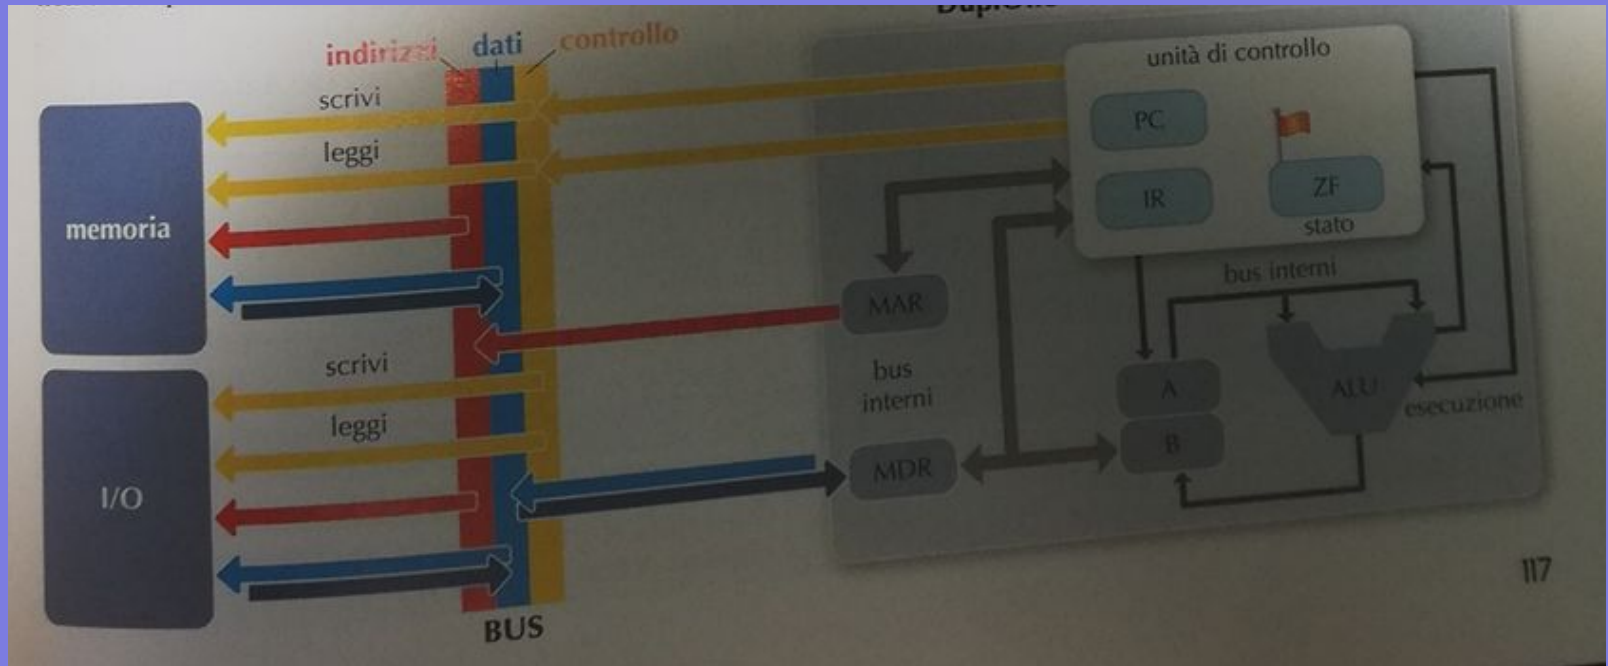 indirizzi
dati
controllo
unità di controllo
scrivi
PC
leggi
IR
ZF
memoria
stato
bus interni
MAR
scrivi
bus
interni
A
ALU
esecuzione
leggi
B
MDR
I/O
BUS
117